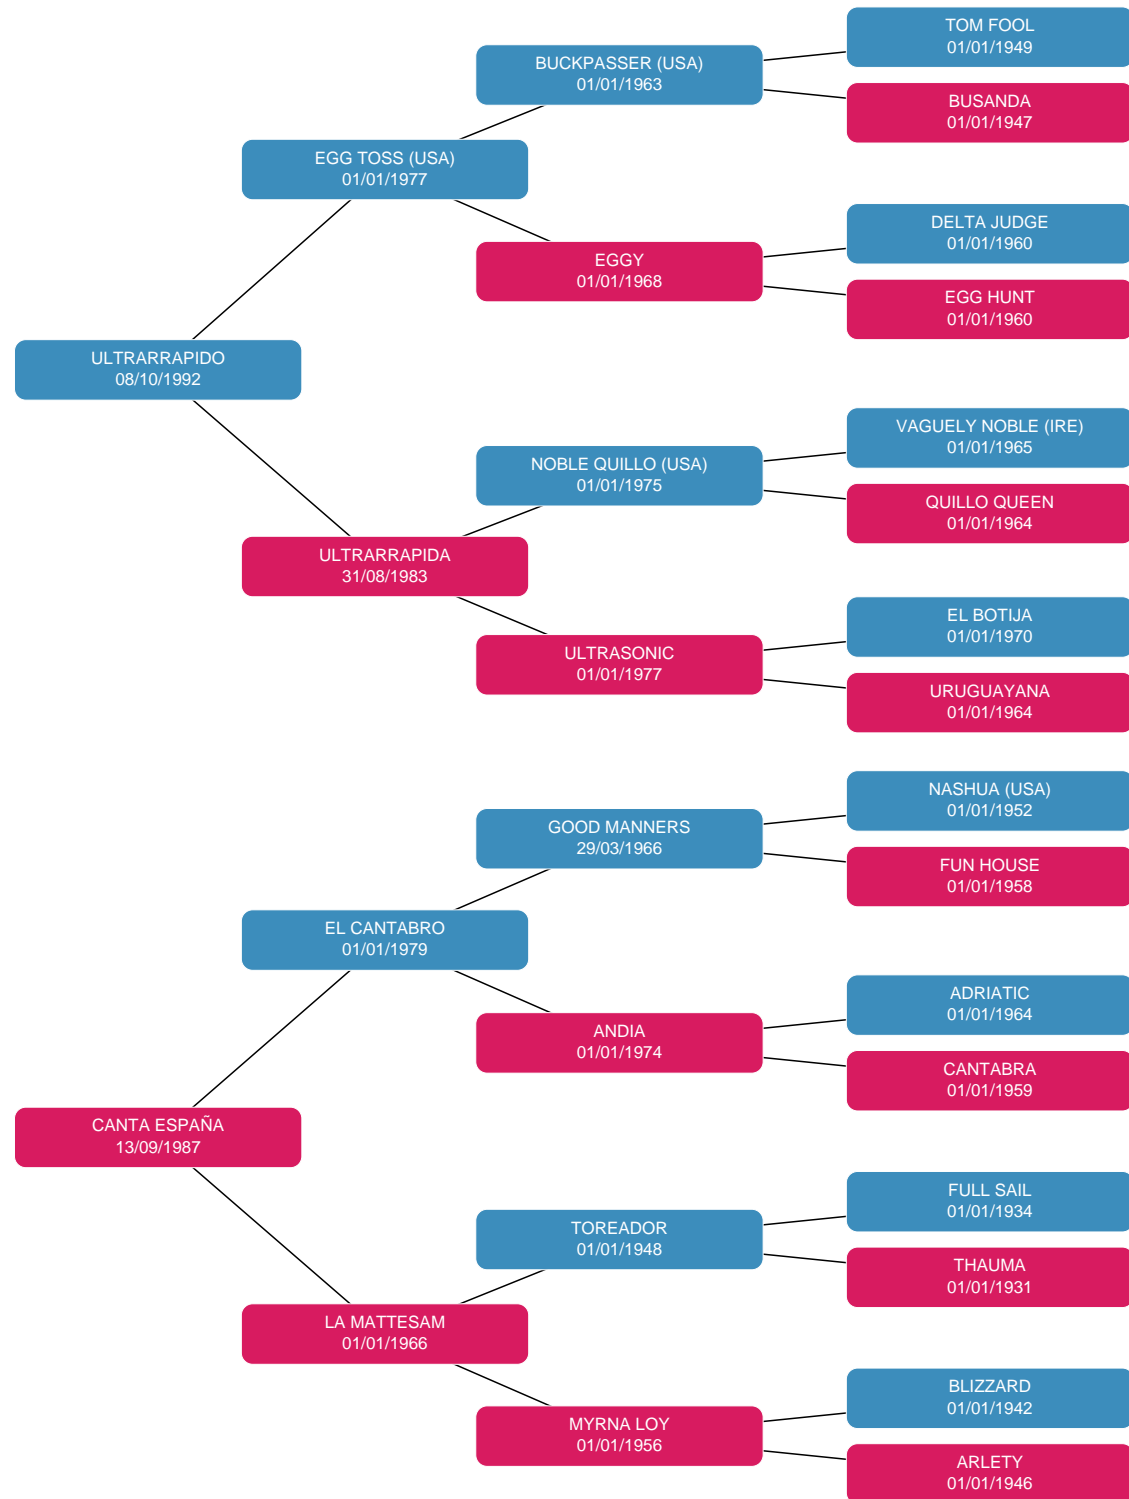 TOM FOOL
01/01/1949
BUCKPASSER (USA)
01/01/1963
BUSANDA
01/01/1947
EGG TOSS (USA)
01/01/1977
DELTA JUDGE
01/01/1960
EGGY
01/01/1968
EGG HUNT
01/01/1960
ULTRARRAPIDO
08/10/1992
VAGUELY NOBLE (IRE)
01/01/1965
NOBLE QUILLO (USA)
01/01/1975
QUILLO QUEEN
01/01/1964
ULTRARRAPIDA
31/08/1983
EL BOTIJA
01/01/1970
ULTRASONIC
01/01/1977
URUGUAYANA
01/01/1964
NASHUA (USA)
01/01/1952
GOOD MANNERS
29/03/1966
FUN HOUSE
01/01/1958
EL CANTABRO
01/01/1979
ADRIATIC
01/01/1964
ANDIA
01/01/1974
CANTABRA
01/01/1959
CANTA ESPAÑA
13/09/1987
FULL SAIL
01/01/1934
TOREADOR
01/01/1948
THAUMA
01/01/1931
LA MATTESAM
01/01/1966
BLIZZARD
01/01/1942
MYRNA LOY
01/01/1956
ARLETY
01/01/1946